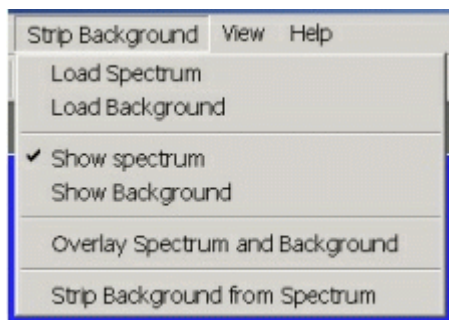 Strip Background View Help
Load Spectrum
Load Background
Show spectrum
Show Background
Overlay Spectrum and Background
Strip Background from Spectrum